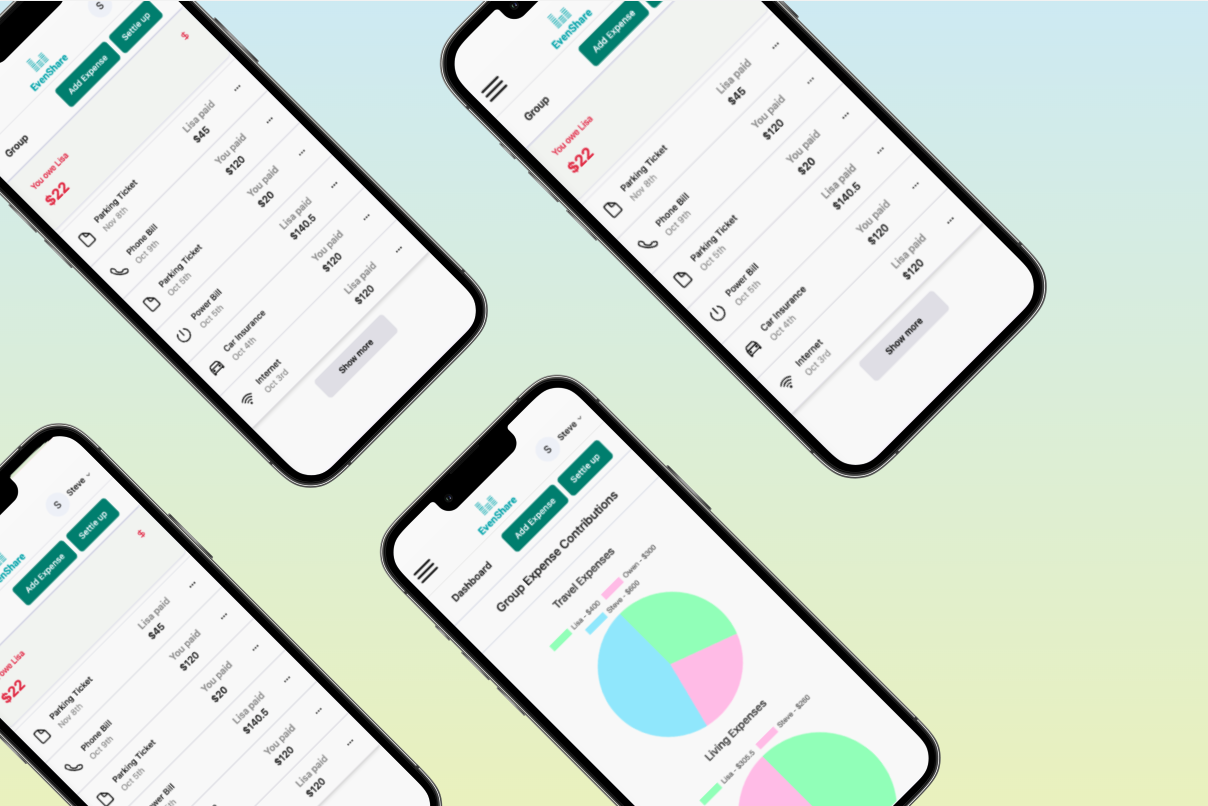 S
EvenShare
Add Expense
Settle up
Group
You owe Lisa
$22
$
Parking Ticket
Nov 8th
Lisa paid
$45
Phone Bill
Oct 9th
You paid
$120
Parking Ticket
Oct 5th
You paid
$20
Power Bill
Oct 5th
Lisa paid
$140.5
Car Insurance
Oct 4th
You paid
$120
Internet
Oct 3rd
Lisa paid
$120
Show more
EvenShare
Add Expense
Group
You owe Lisa
$22
Parking Ticket
Nov 8th
Lisa paid
$45
Phone Bill
Oct 9th
You paid
$120
Parking Ticket
Oct 5th
You paid
$20
Power Bill
Oct 5th
Lisa paid
$140.5
Car Insurance
Oct 4th
You paid
$120
Internet
Oct 3rd
Lisa paid
$120
Show more
S Steve
enShare
Add Expense
Settle up
owe Lisa
$22
$
Parking Ticket
Nov 8th
Lisa paid
$45
Phone Bill
Oct 9th
You paid
$120
Parking Ticket
Oct 5th
You paid
$20
wer Bill
5th
Lisa paid
$140.5
You paid
$120
Lisa paid
$120
S Steve
EvenShare
Add Expense
Settle up
Dashboard
Group Expense Contributions
Travel Expenses
Lisa - $400
Owen - $300
Steve - $600
Living Expenses
Lisa - $305.5
Steve - $260